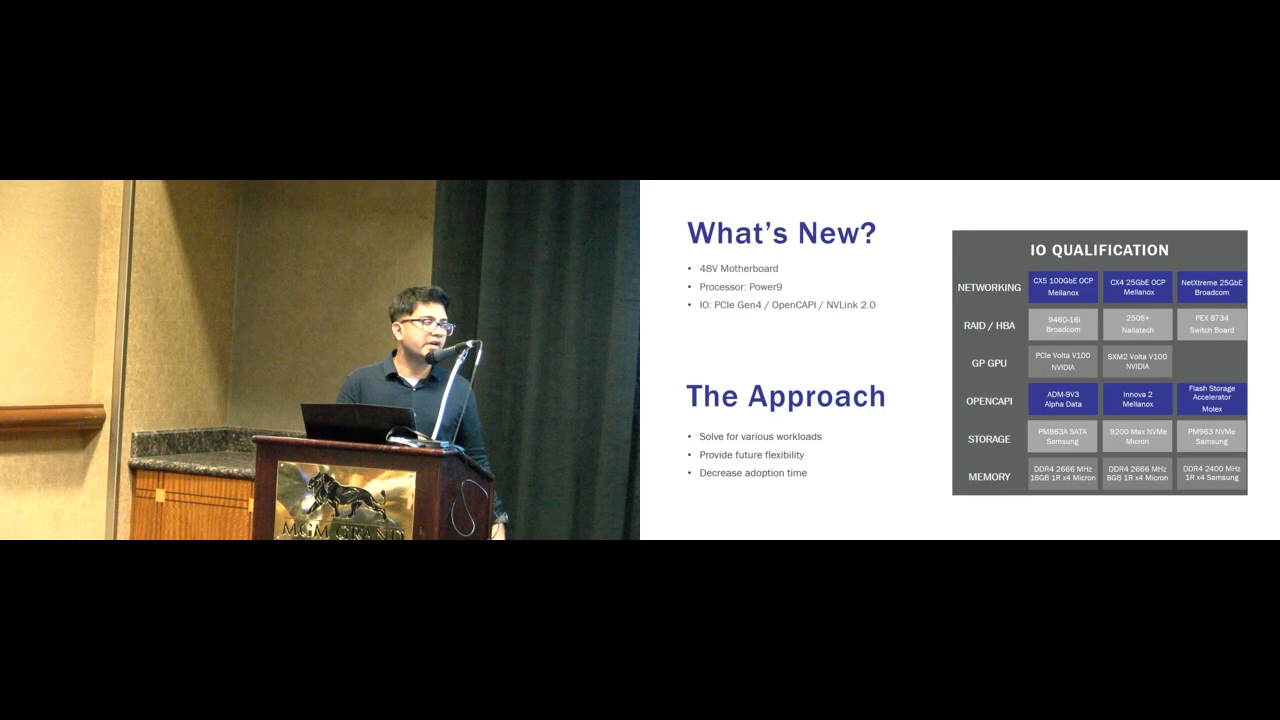 MGM GRAND
What's New?
• 48V Motherboard
• Processor: Power9
• IO: PCIe Gen4 / OpenCAPI / NVLink 2.0
The Approach
• Solve for various workloads
• Provide future flexibility
• Decrease adoption time
IO QUALIFICATION
NETWORKING
CX5 100GbE OCP
Mellanox
CX4 25GbE OCP
Mellanox
NetXtreme 25GbE
Broadcom
RAID / HBA
9460-16i
Broadcom
250S+
Nallatech
PEX 8734
Switch Board
GP GPU
PCIe Volta V100
NVIDIA
SXM2 Volta V100
NVIDIA
OPENCAPI
ADM-9V3
Alpha Data
Innova 2
Mellanox
Flash Storage
Accelerator
Molex
STORAGE
PM863A SATA
Samsung
9200 Max NVMe
Micron
PM963 NVMe
Samsung
MEMORY
DDR4 2666 MHz
16GB 1R x4 Micron
DDR4 2666 MHz
8GB 1R x4 Micron
DDR4 2400 MHz
1R x4 Samsung